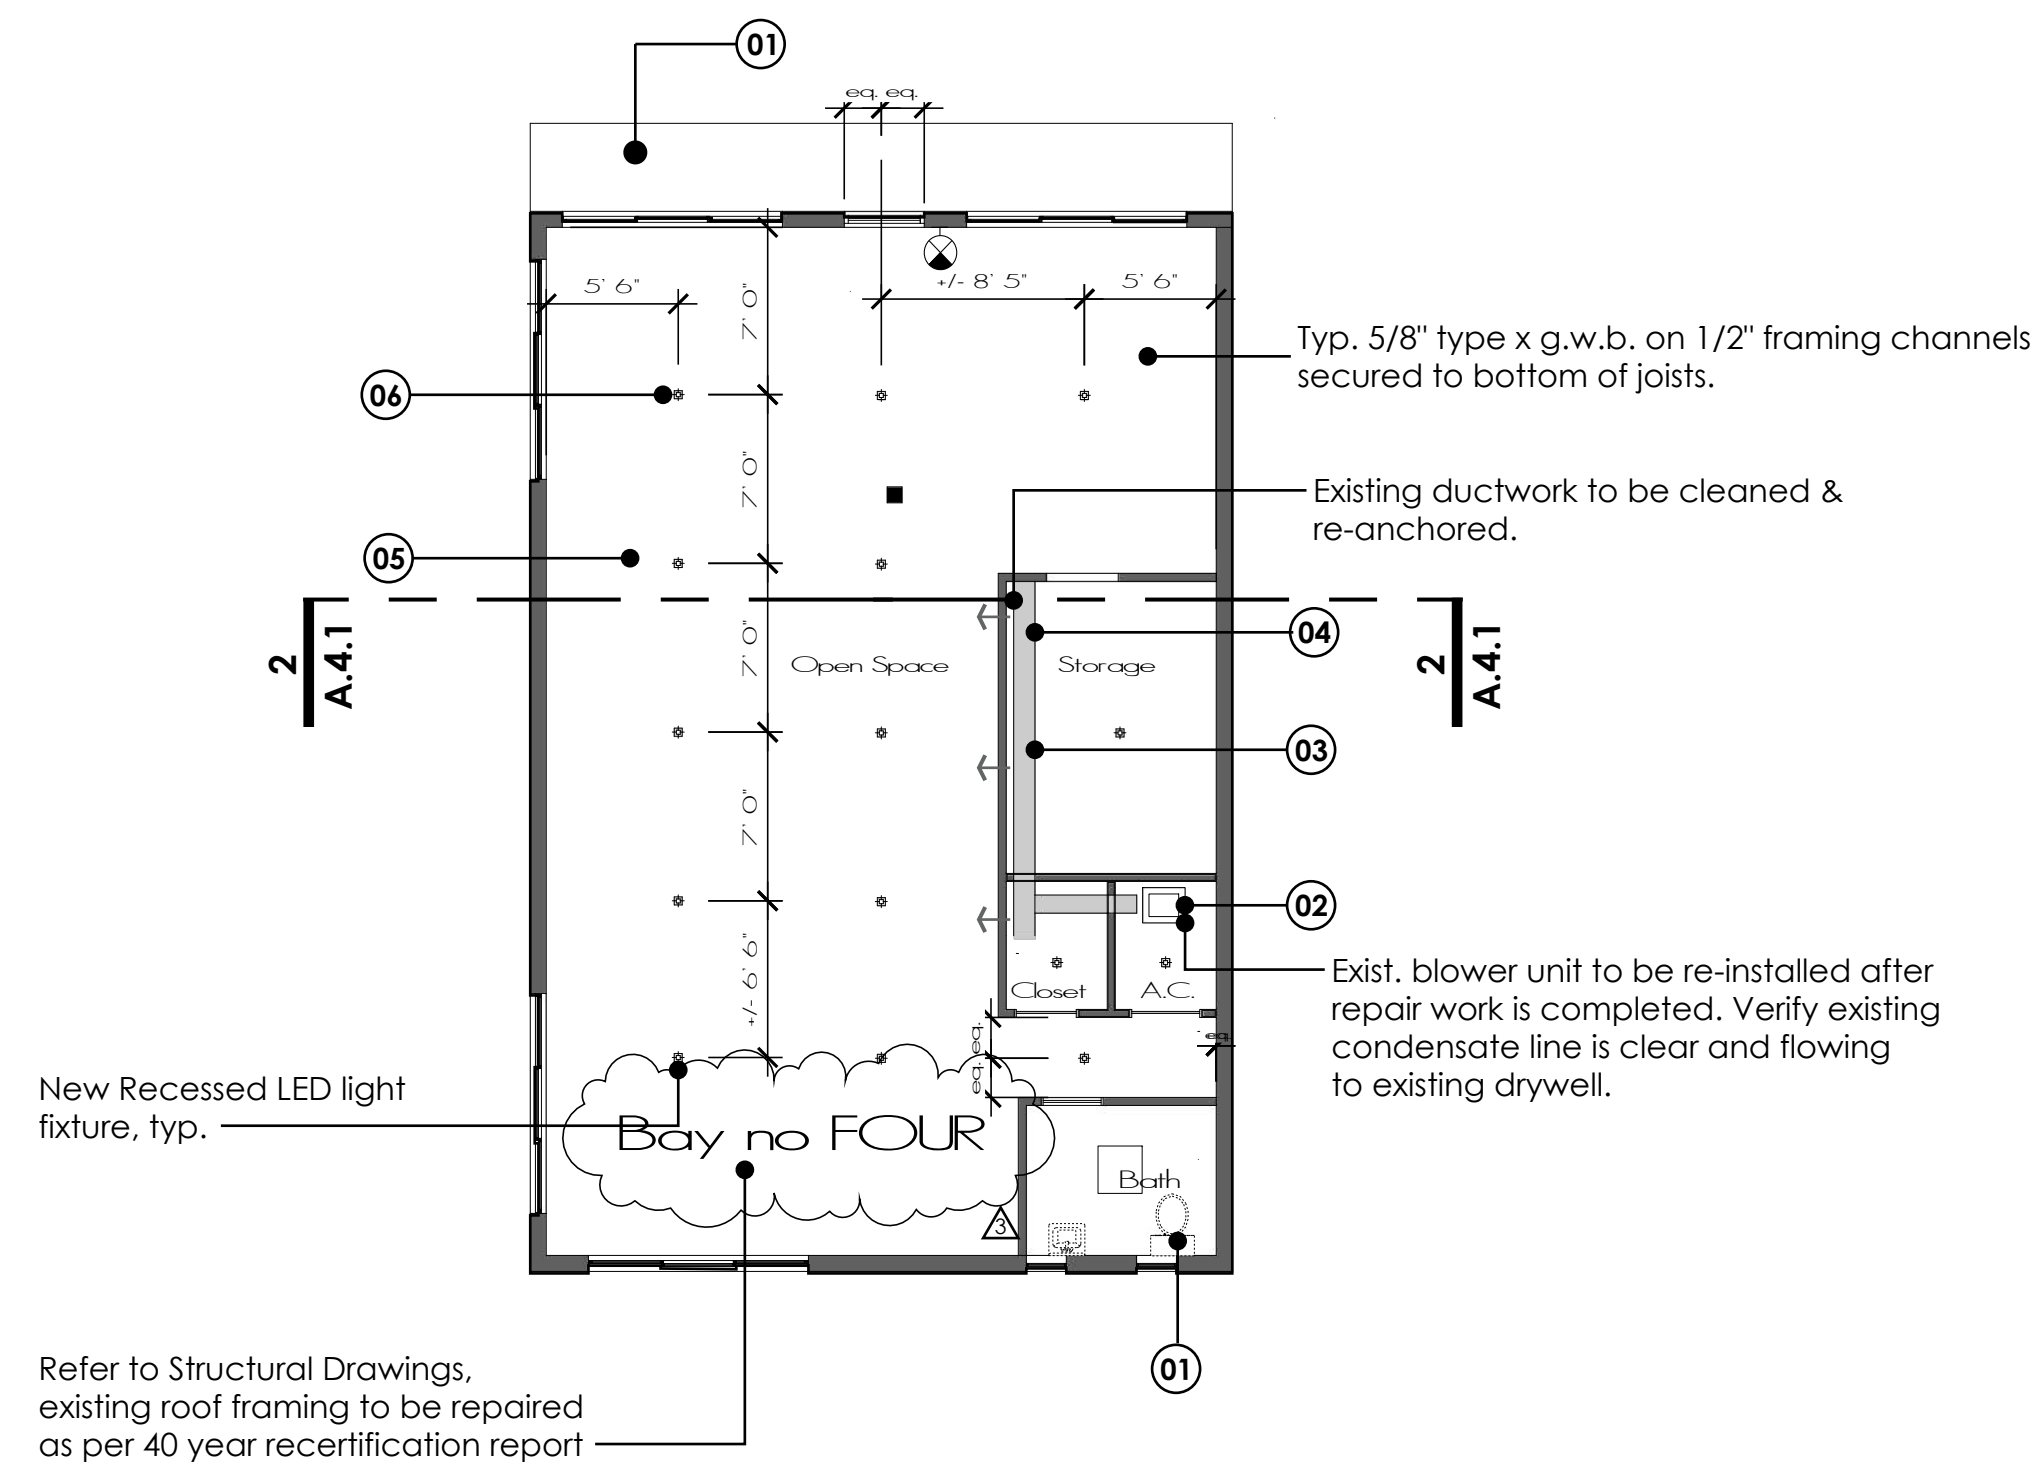 01
eq. eq.
5' 6"
7' 0"
+/- 8' 5"
5' 6"
Typ. 5/8" type x g.w.b. on 1/2" framing channels
secured to bottom of joists.
06
7' 0"
Existing ductwork to be cleaned &
re-anchored.
05
2
A.4.1
7' 0"
Open Space
Storage
04
2
A.4.1
03
7' 0"
02
+/- 6' 6"
Closet
A.C.
Exist. blower unit to be re-installed after
repair work is completed. Verify existing
condensate line is clear and flowing
to existing drywell.
eq.
eq.
eq.
New Recessed LED light
fixture, typ.
Bay no FOUR
Bath
3
01
Refer to Structural Drawings,
existing roof framing to be repaired
as per 40 year recertification report